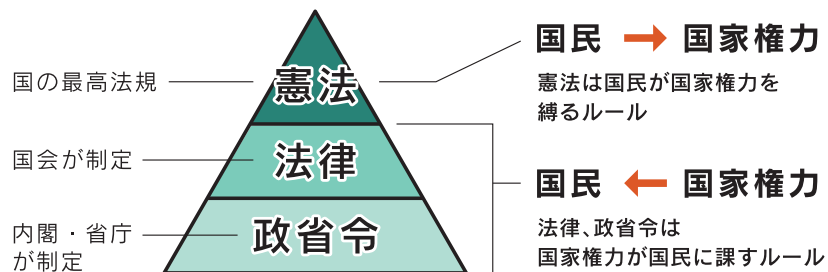 国の最高法規
憲法
国民 → 国家権力
憲法は国民が国家権力を
縛るルール
国会が制定
法律
国民 ← 国家権力
法律、政省令は
国家権力が国民に課すルール
内閣・省庁
が制定
政省令